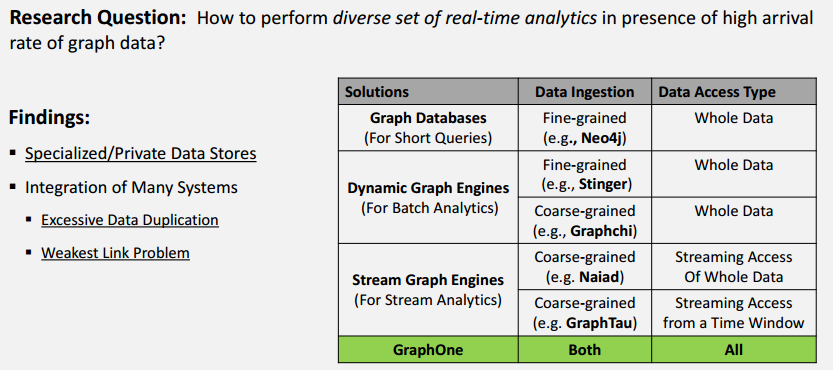 Research Question: How to perform diverse set of real-time analytics in presence of high arrival
rate of graph data?
Findings:
▪ Specialized/Private Data Stores
▪ Integration of Many Systems
▪ Excessive Data Duplication
▪ Weakest Link Problem
Solutions Data Ingestion Data Access Type
Graph Databases
(For Short Queries)
Fine-grained
(e.g., Neo4j)
Whole Data
Dynamic Graph Engines
(For Batch Analytics)
Fine-grained
(e.g., Stinger)
Whole Data
Coarse-grained
(e.g., Graphchi)
Whole Data
Stream Graph Engines
(For Stream Analytics)
Coarse-grained
(e.g. Naiad)
Streaming Access
Of Whole Data
Coarse-grained
(e.g. GraphTau)
Streaming Access
from a Time Window
GraphOne Both All